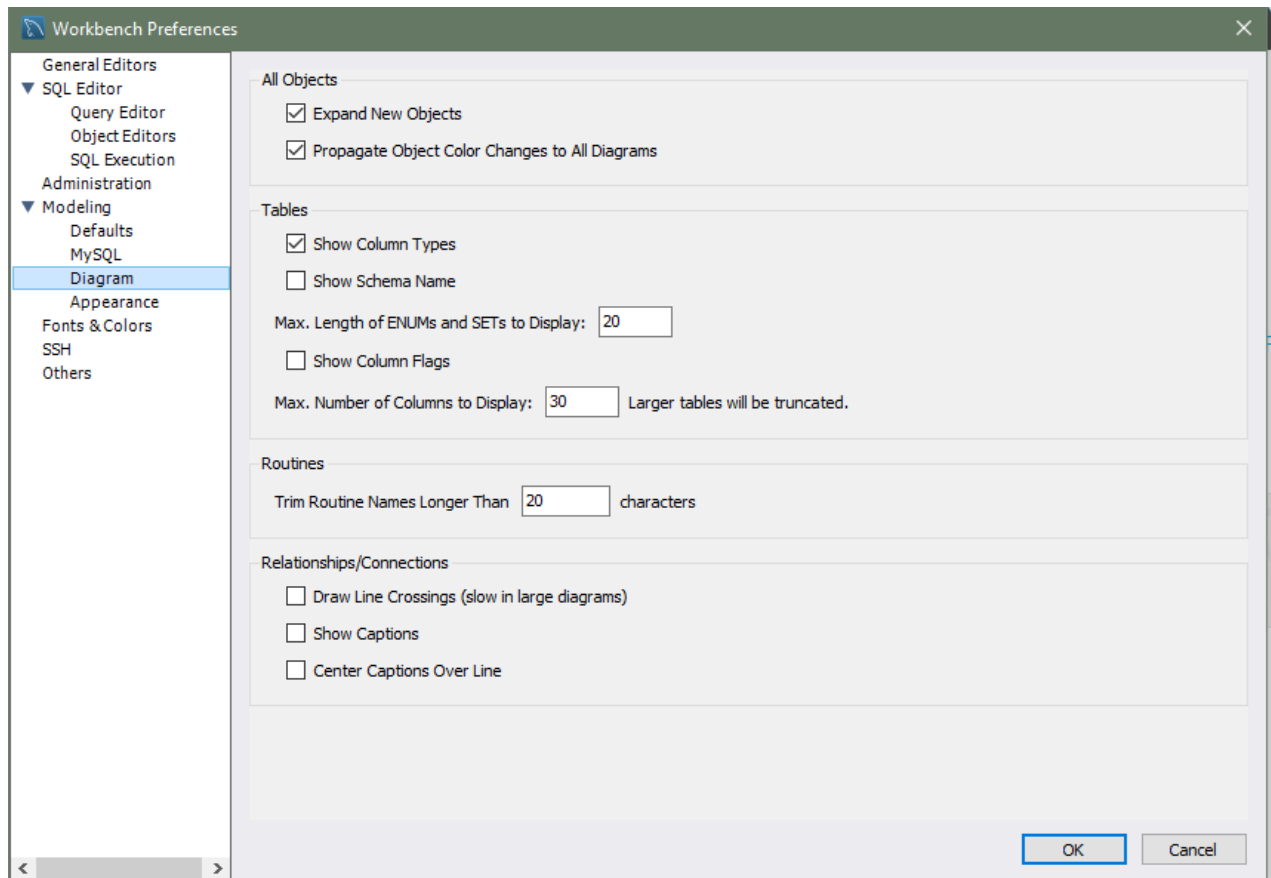 Workbench Preferences
General Editors
SQL Editor
Query Editor
Object Editors
SQL Execution
Administration
Modeling
Defaults
MySQL
Diagram
Appearance
Fonts & Colors
SSH
Others
All Objects
Expand New Objects
Propagate Object Color Changes to All Diagrams
Tables
Show Column Types
Show Schema Name
Max. Length of ENUMs and SETs to Display: 20
Show Column Flags
Max. Number of Columns to Display: 30 Larger tables will be truncated.
Routines
Trim Routine Names Longer Than 20 characters
Relationships/Connections
Draw Line Crossings (slow in large diagrams)
Show Captions
Center Captions Over Line
OK Cancel